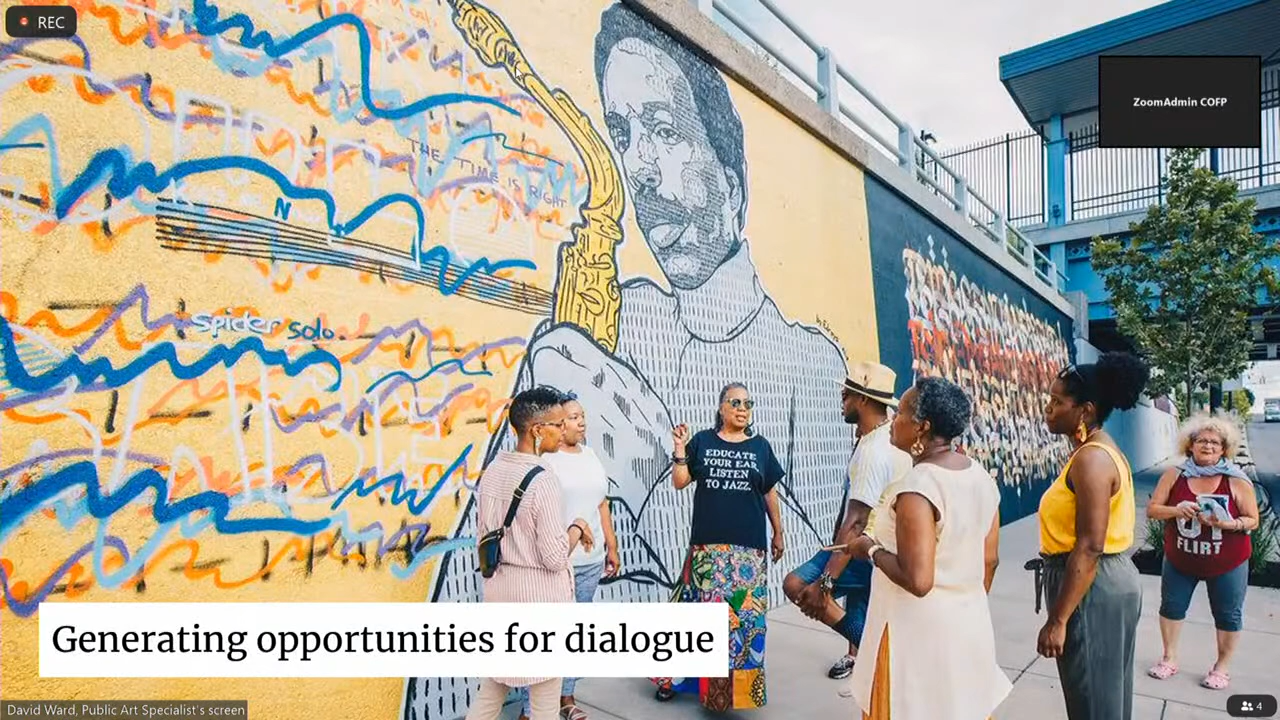 REC
ZoomAdmin COFP
THE TIME IS RIGHT
N
spider solo.
EDUCATE
YOUR EAR,
LISTEN
TO JAZZ.
FLIRT
Generating opportunities for dialogue
David Ward, Public Art Specialist's screen
4